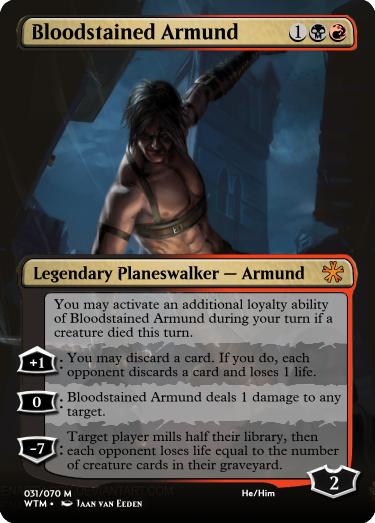 Bloodstained Armund 1
Legendary Planeswalker — Armund
You may activate an additional loyalty ability
of Bloodstained Armund during your turn if a
creature died this turn.
+1: You may discard a card. If you do, each
opponent discards a card and loses 1 life.
0: Bloodstained Armund deals 1 damage to any
target.
-7: Target player mills half their library, then
each opponent loses life equal to the number
of creature cards in their graveyard.
2
031/070 M He/Him
WTM • Jaan van Eeden